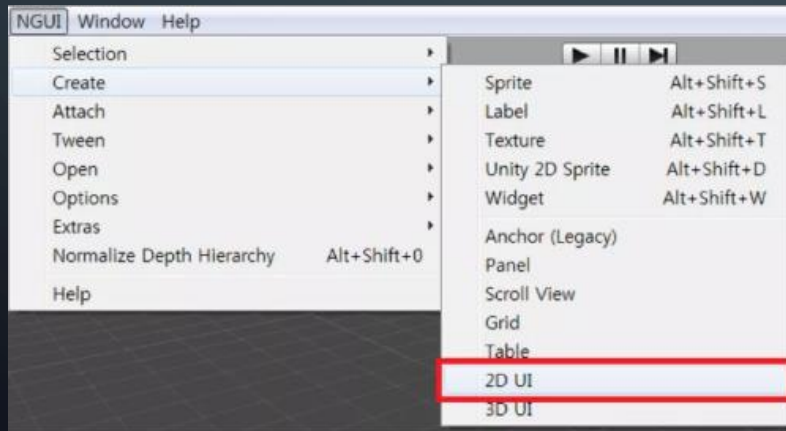 NGUI Window Help
Selection
Create
Attach
Tween
Open
Options
Extras
Normalize Depth Hierarchy Alt+Shift+0
Help
Sprite Alt+Shift+S
Label Alt+Shift+L
Texture Alt+Shift+T
Unity 2D Sprite Alt+Shift+D
Widget Alt+Shift+W
Anchor (Legacy)
Panel
Scroll View
Grid
Table
2D UI
3D UI